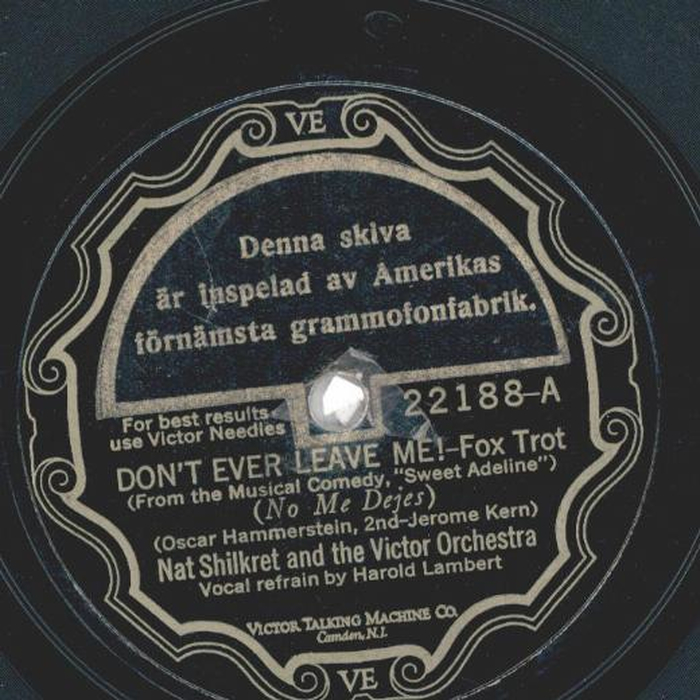 VE
Denna skiva
är inspelad av Amerikas
förnämsta grammofonfabrik.
For best results
use Victor Needles
22188-A
DON'T EVER LEAVE ME!-Fox Trot
(From the Musical Comedy, "Sweet Adeline")
(No Me Dejes)
(Oscar Hammerstein, 2nd-Jerome Kern)
Nat Shilkret and the Victor Orchestra
Vocal refrain by Harold Lambert
VICTOR TALKING MACHINE CO.
Camden, N.J.
VE